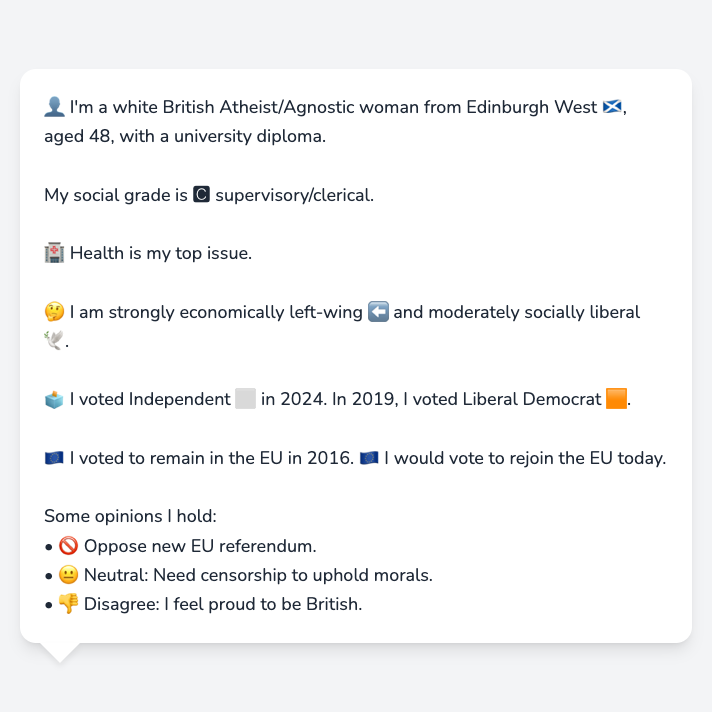 👤 I'm a white British Atheist/Agnostic woman from Edinburgh West 🏴󠁧󠁢󠁳󠁣󠁴󠁿,
aged 48, with a university diploma.
My social grade is 🅲 supervisory/clerical.
🏥 Health is my top issue.
🤔 I am strongly economically left-wing ⬅️ and moderately socially liberal
🕊️.
🗳️ I voted Independent ⬜ in 2024. In 2019, I voted Liberal Democrat 🟧.
🇪🇺 I voted to remain in the EU in 2016. 🇪🇺 I would vote to rejoin the EU today.
Some opinions I hold:
• 🚫 Oppose new EU referendum.
• 😐 Neutral: Need censorship to uphold morals.
• 👎 Disagree: I feel proud to be British.